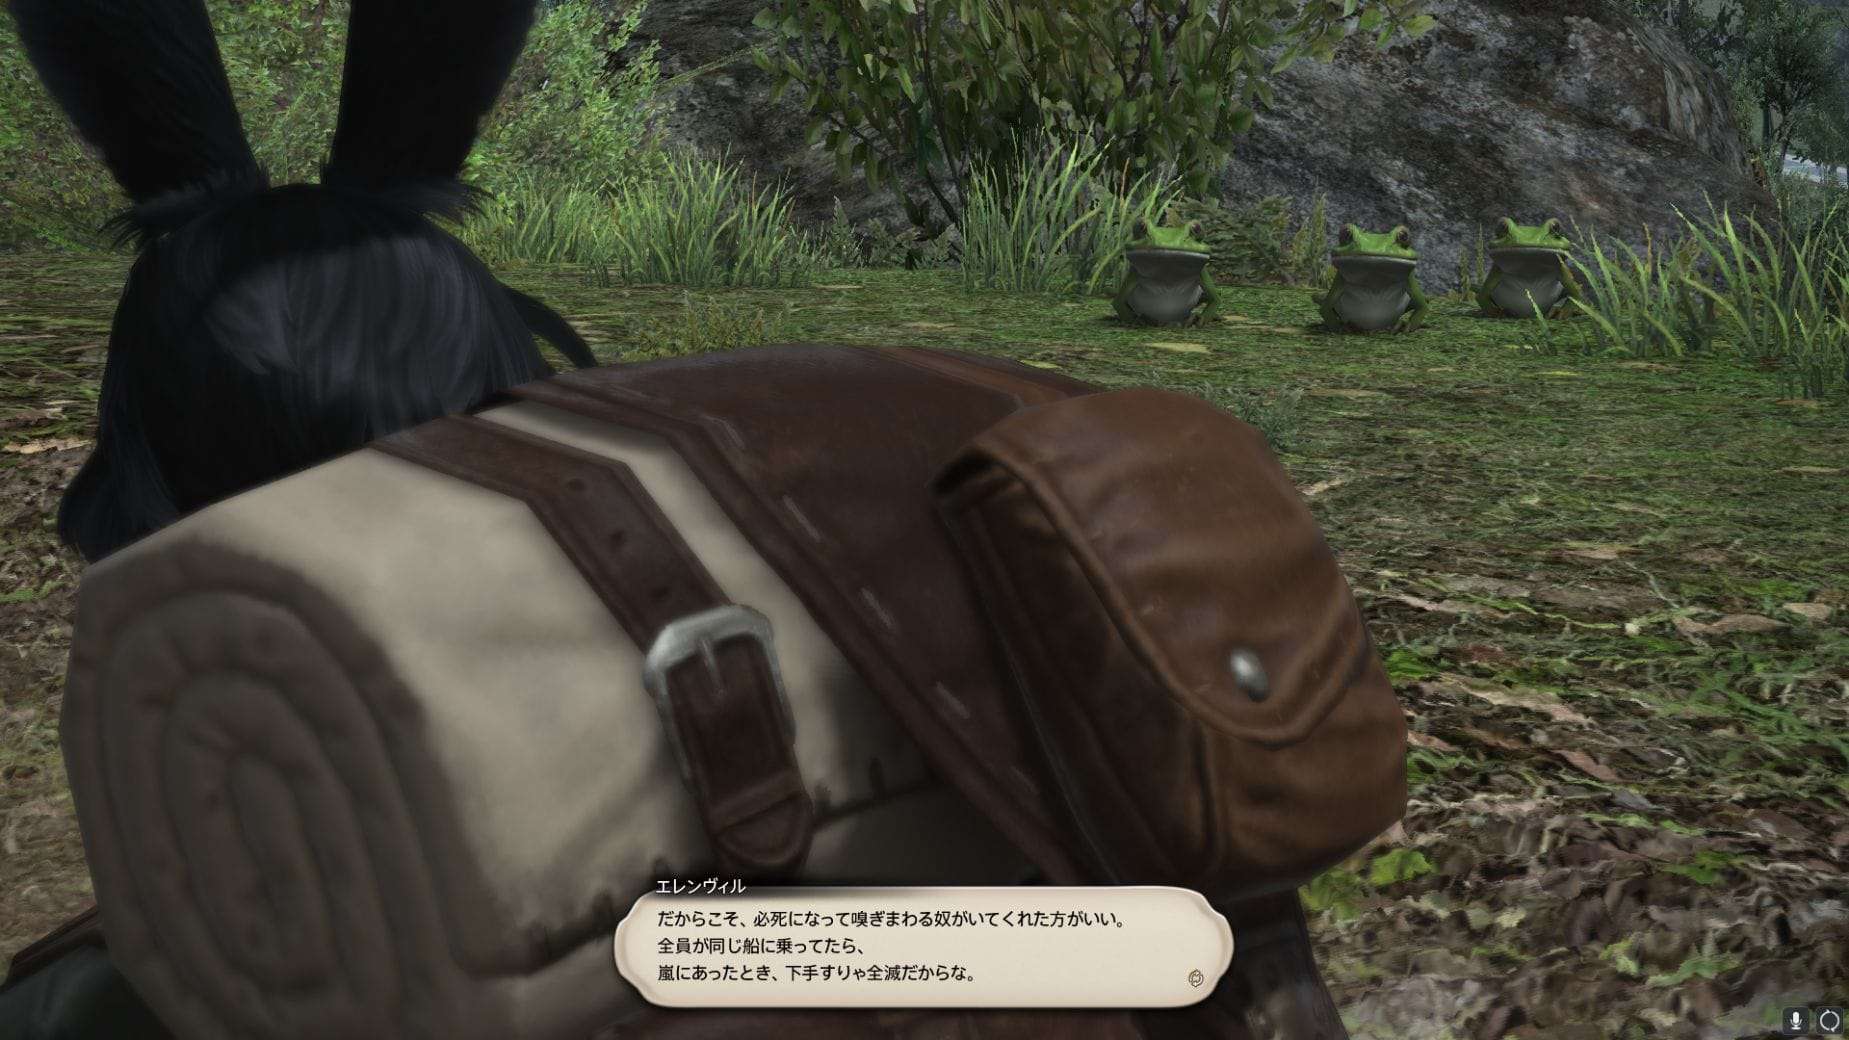 エレンヴィル
だからこそ、必死になって嗅ぎまわる奴がいてくれた方がいい。
全員が同じ船に乗ってたら、
嵐にあったとき、下手すりゃ全滅だからな。